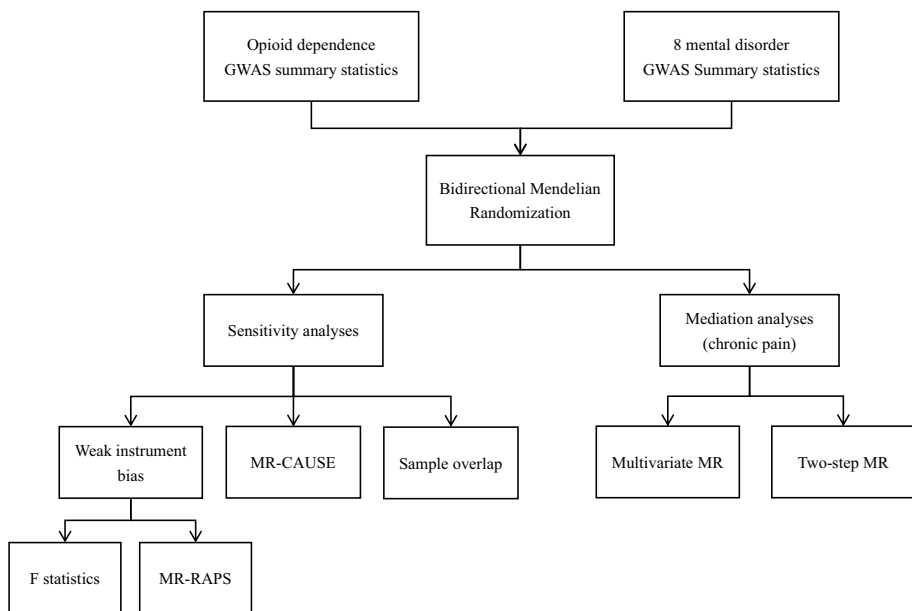 Opioid dependence
GWAS summary statistics
8 mental disorder
GWAS Summary statistics
Bidirectional Mendelian
Randomization
Sensitivity analyses
Mediation analyses
(chronic pain)
Weak instrument
bias
MR-CAUSE
Sample overlap
Multivariate MR
Two-step MR
F statistics
MR-RAPS